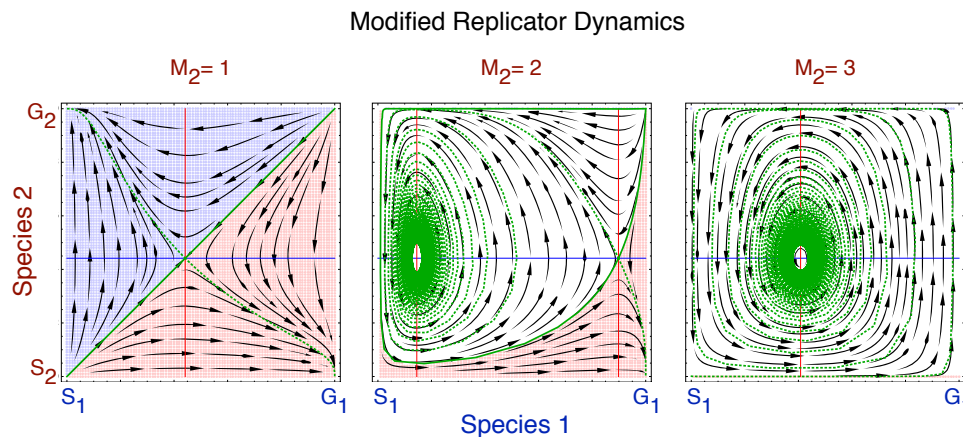 Modified Replicator Dynamics
M2= 1
M2= 2
M2= 3
G2
Species 2
S2
S1
G1
S1
G1
S1
G
Species 1